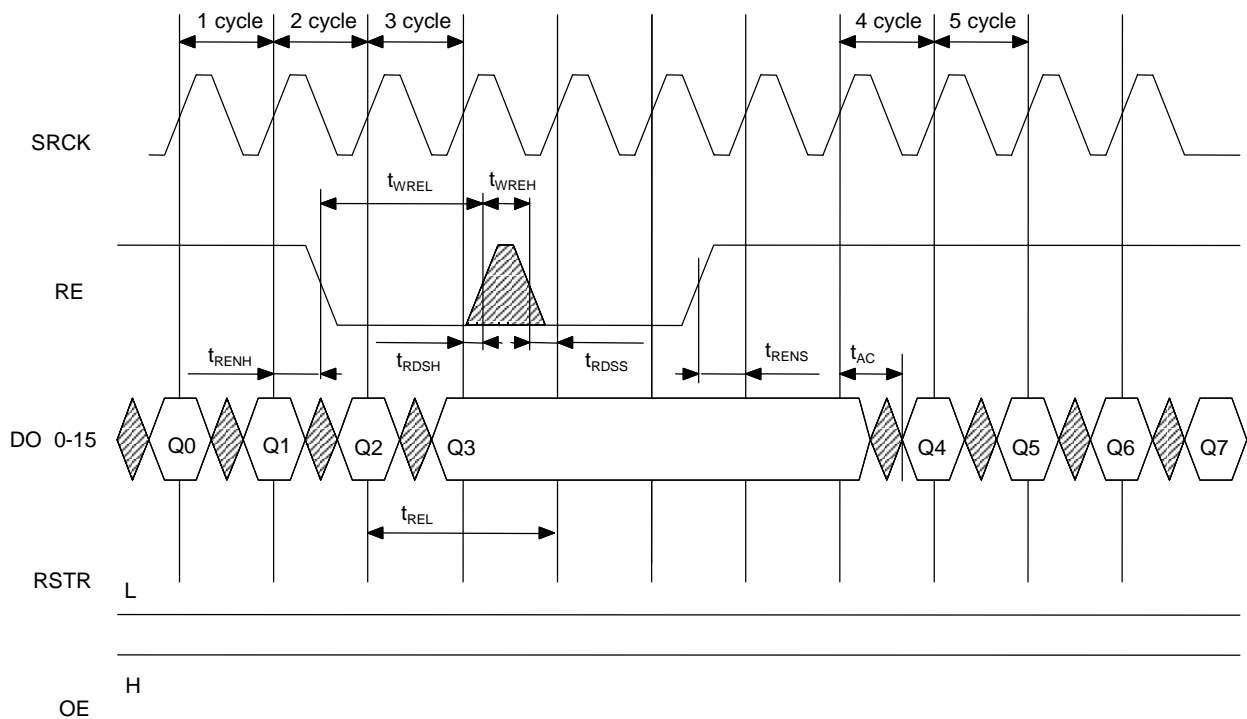 1 cycle 2 cycle 3 cycle 4 cycle 5 cycle
SRCK
tWREL tWREH
RE
tRENH tRDSH tRDSS tRENS tAC
DO 0-15 Q0 Q1 Q2 Q3 Q4 Q5 Q6 Q7
tREL
RSTR L
H
OE